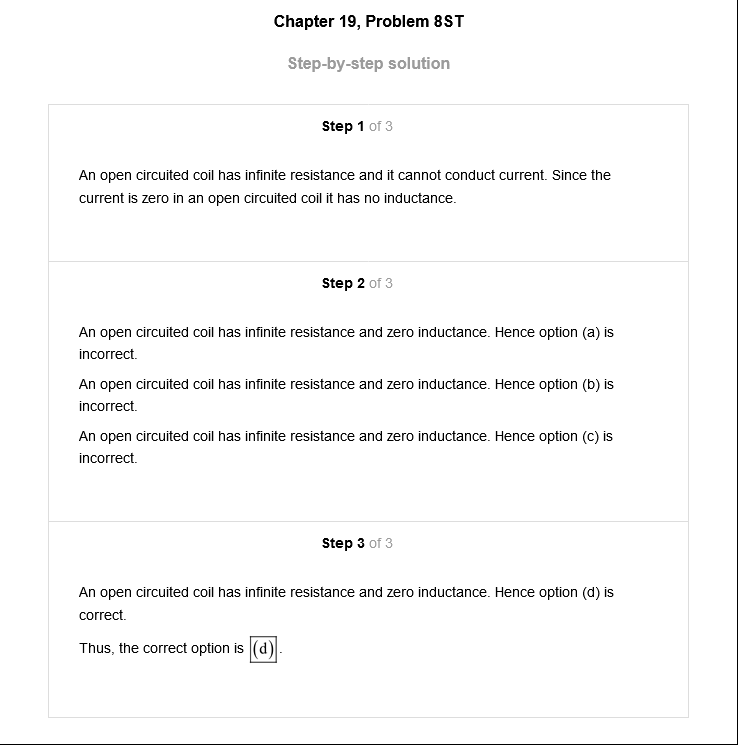 Chapter 19, Problem 8ST
Step-by-step solution
Step 1 of 3
An open circuited coil has infinite resistance and it cannot conduct current. Since the
current is zero in an open circuited coil it has no inductance.
Step 2 of 3
An open circuited coil has infinite resistance and zero inductance. Hence option (a) is
incorrect.
An open circuited coil has infinite resistance and zero inductance. Hence option (b) is
incorrect.
An open circuited coil has infinite resistance and zero inductance. Hence option (c) is
incorrect.
Step 3 of 3
An open circuited coil has infinite resistance and zero inductance. Hence option (d) is
correct.
Thus, the correct option is (d).